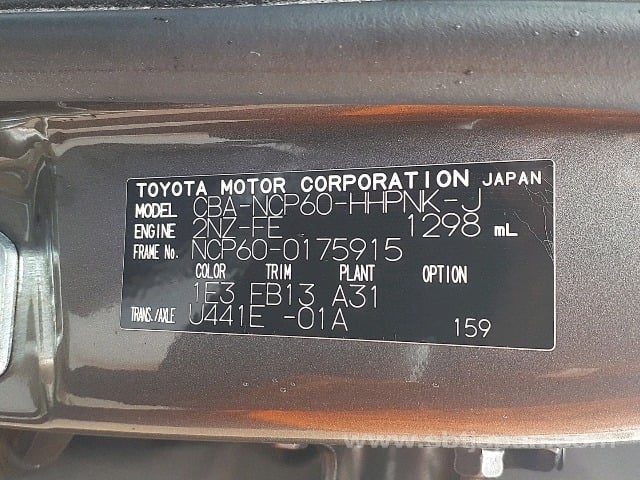 TOYOTA MOTOR CORPORATION JAPAN
MODEL CBA-NCP60-HHPNK-J
ENGINE 2NZ-FE 1298 mL
FRAME No. NCP60-0175915
COLOR TRIM PLANT OPTION
1E3 FB13 A31
TRANS./AXLE U441E -01A 159